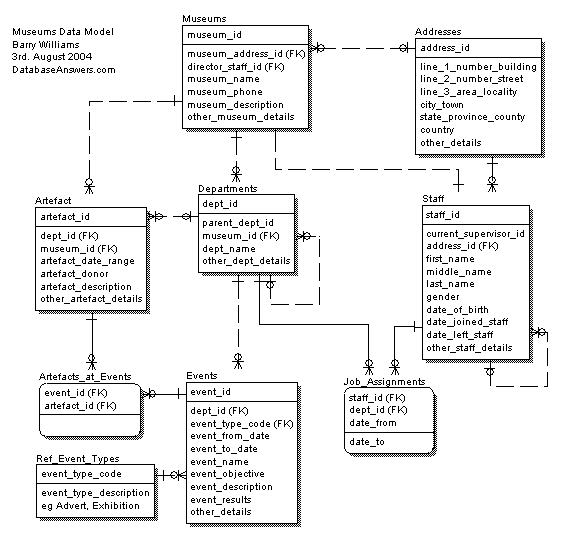 Museums Data Model
Barry Williams
3rd. August 2004
DatabaseAnswers.com
Museums
museum_id
museum_address_id (FK)
director_staff_id (FK)
museum_name
museum_phone
museum_description
other_museum_details
Addresses
address_id
line_1_number_building
line_2_number_street
line_3_area_locality
city_town
state_province_county
country
other_details
Artefact
artefact_id
dept_id (FK)
museum_id (FK)
artefact_date_range
artefact_donor
artefact_description
other_artefact_details
Departments
dept_id
parent_dept_id
museum_id (FK)
dept_name
other_dept_details
Staff
staff_id
current_supervisor_id
address_id (FK)
first_name
middle_name
last_name
gender
date_of_birth
date_joined_staff
date_left_staff
other_staff_details
Artefacts_at_Events
event_id (FK)
artefact_id (FK)
Events
event_id
dept_id (FK)
event_type_code (FK)
event_from_date
event_to_date
event_name
event_objective
event_description
event_results
other_details
Job_Assignments
staff_id (FK)
dept_id (FK)
date_from
date_to
Ref_Event_Types
event_type_code
event_type_description
eg Advert, Exhibition